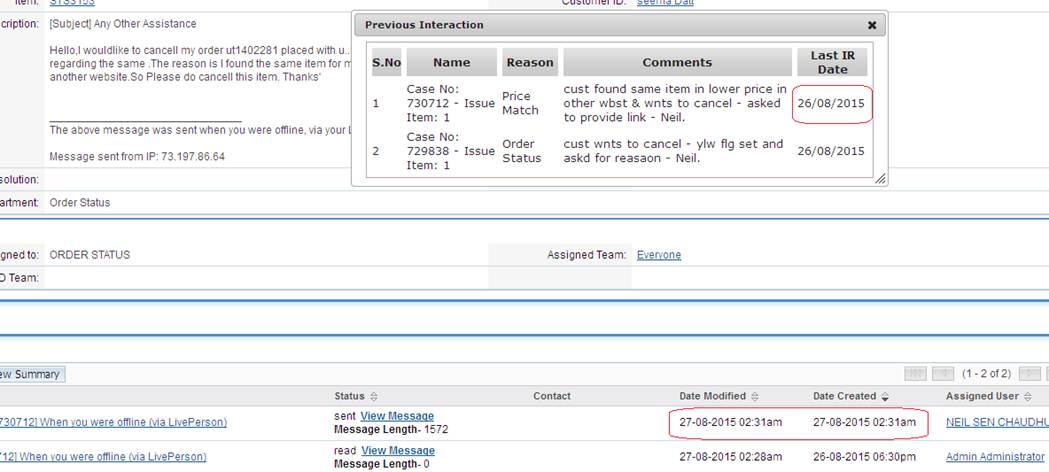 Item: STS3153 Customer ID: seema Datt
cription: [Subject] Any Other Assistance
Hello,I wouldlike to cancell my order ut1402281 placed with u..
regarding the same .The reason is I found the same item for m
another website.So Please do cancell this item. Thanks'
The above message was sent when you were offline, via your L
Message sent from IP: 73.197.86.64
Previous Interaction
S.No Name Reason Comments Last IR Date
1 Case No: 730712 - Issue Item: 1 Price Match cust found same item in lower price in other wbst & wnts to cancel - asked to provide link - Neil. 26/08/2015
2 Case No: 729838 - Issue Item: 1 Order Status cust wnts to cancel - ylw flg set and askd for reasaon - Neil. 26/08/2015
solution:
artment: Order Status
gned to: ORDER STATUS Assigned Team: Everyone
D Team:
ew Summary (1 - 2 of 2)
Status Contact Date Modified Date Created Assigned User
730712] When you were offline (via LivePerson) sent View Message 27-08-2015 02:31am 27-08-2015 02:31am NEIL SEN CHAUDHU
Message Length- 1572
712] When you were offline (via LivePerson) read View Message 27-08-2015 02:28am 26-08-2015 06:30pm Admin Administrator
Message Length- 0